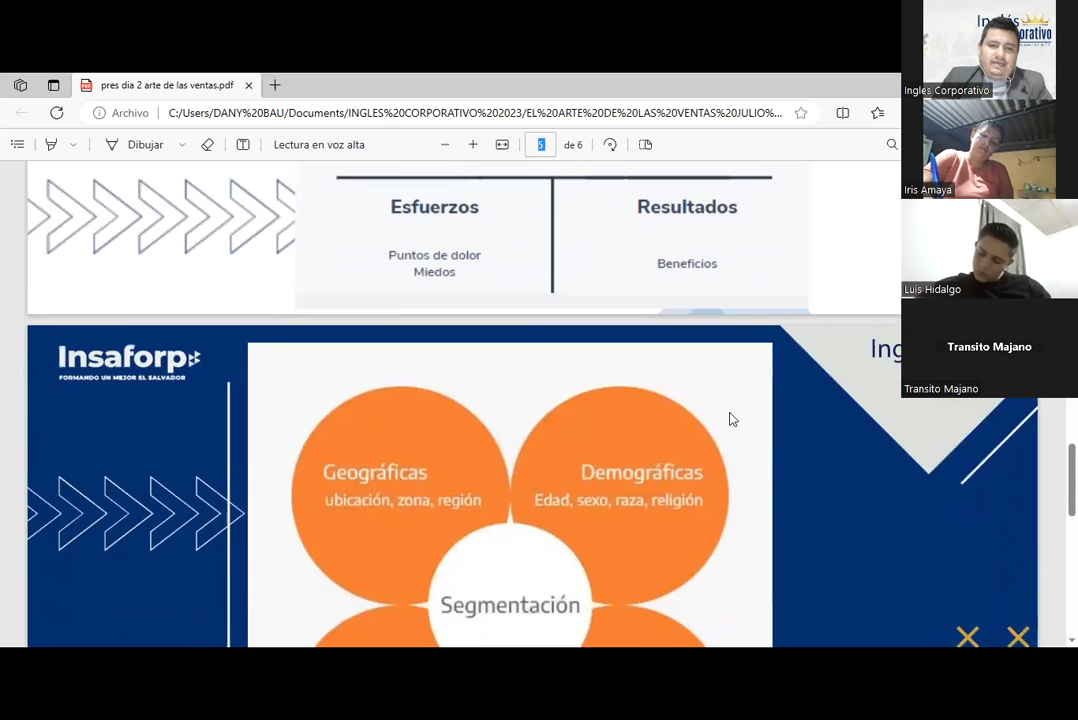 pres dia 2 arte de las ventas.pdf
Archivo
C:/Users/DANY%20BAU/Documents/INGLES%20CORPORATIVO%202023/EL%20ARTE%20DE%20LAS%20VENTAS%20JULIO%...
Dibujar
Lectura en voz alta
5 de 6
Esfuerzos
Resultados
Puntos de dolor
Miedos
Beneficios
Insaforp
FORMANDO UN MEJOR EL SALVADOR
Ing
Geográficas
ubicación, zona, región
Demográficas
Edad, sexo, raza, religión
Segmentación
Inglés
orativo
Ingles Corporativo
Iris Amaya
Luis Hidalgo
Transito Majano
Transito Majano